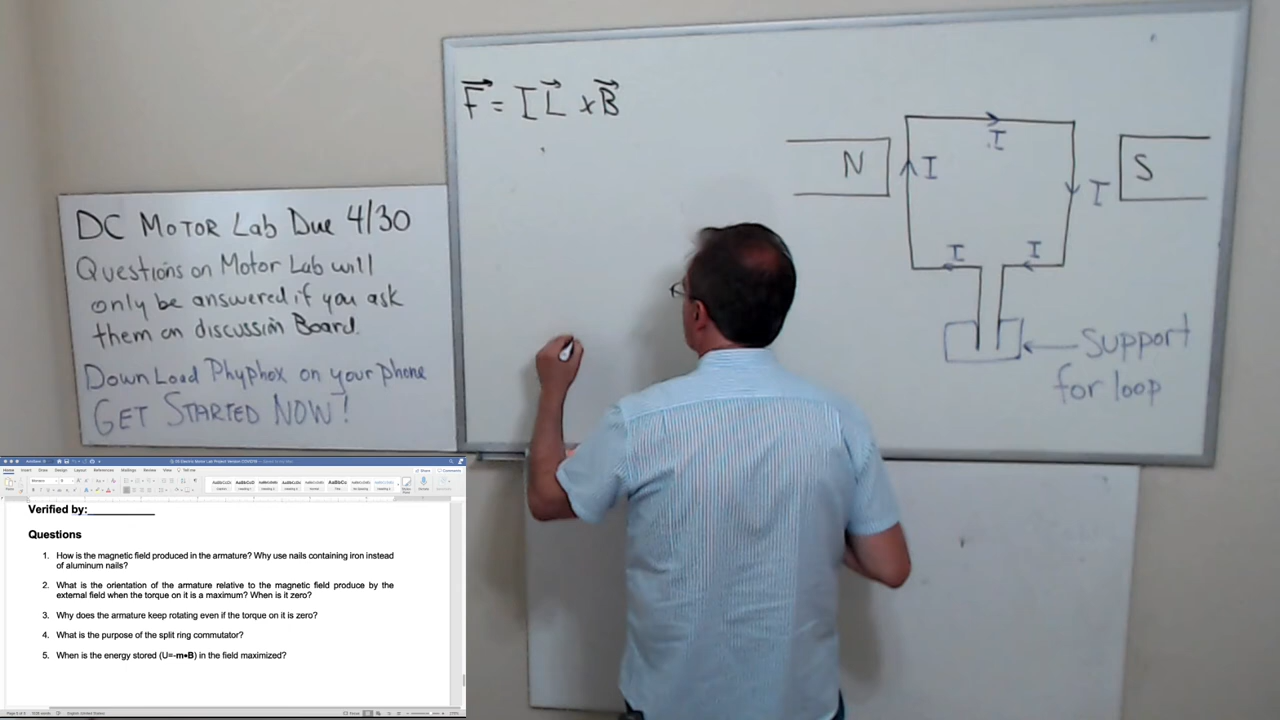 F = I L x B
N
I
I
I
S
I
I
Support
for loop
DC MOTOR Lab Due 4/30
Questions on Motor Lab will
only be answered if you ask
them on discussion Board.
DownLoad Phyphox on your phone
GET STARTED NOW!
Verified by:____________
Questions
1. How is the magnetic field produced in the armature? Why use nails containing iron instead
of aluminum nails?
2. What is the orientation of the armature relative to the magnetic field produce by the
external field when the torque on it is a maximum? When is it zero?
3. Why does the armature keep rotating even if the torque on it is zero?
4. What is the purpose of the split ring commutator?
5. When is the energy stored (U=-m•B) in the field maximized?